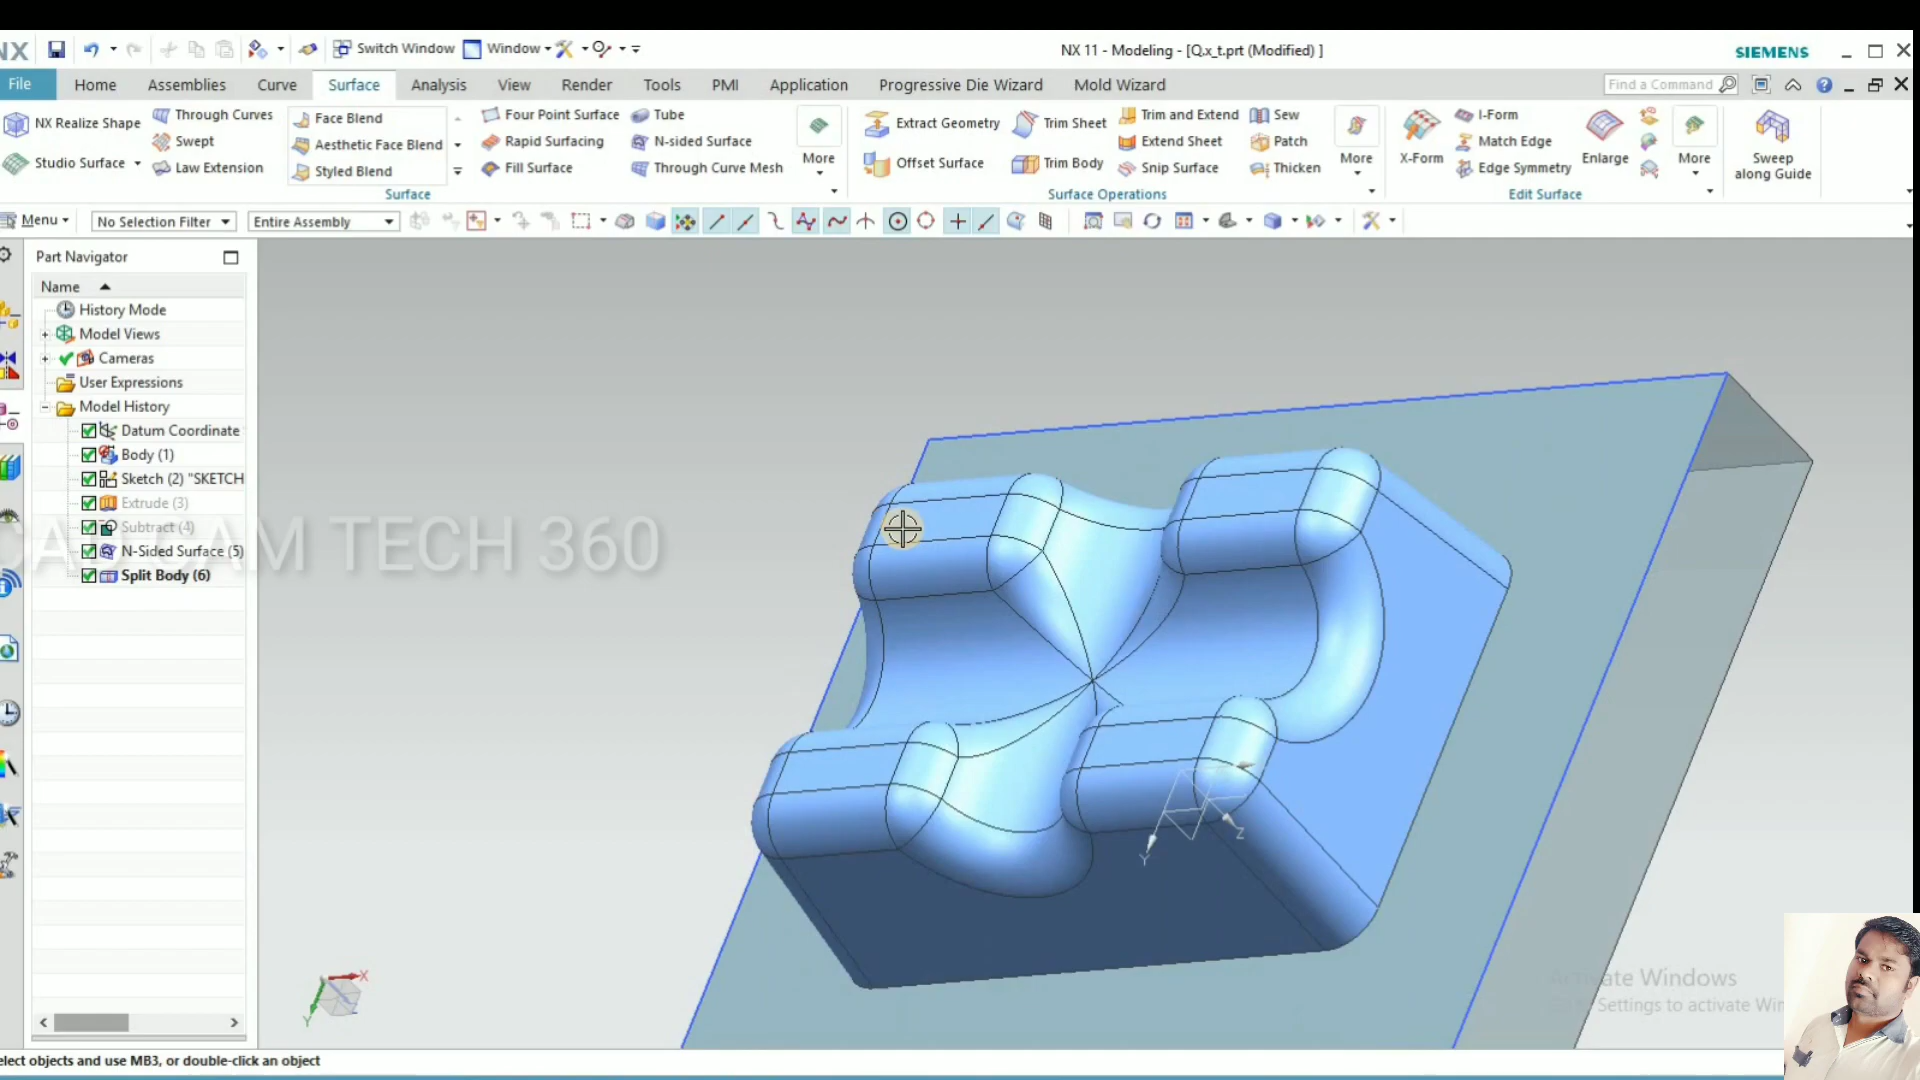 NX Switch Window Window NX 11 - Modeling - [Q.x_t.prt (Modified) ] SIEMENS
File Home Assemblies Curve Surface Analysis View Render Tools PMI Application Progressive Die Wizard Mold Wizard Find a Command
NX Realize Shape Through Curves Face Blend Four Point Surface Tube Extract Geometry Trim Sheet Trim and Extend Sew I-Form
Swept Aesthetic Face Blend Rapid Surfacing N-sided Surface Extend Sheet Patch Match Edge
Studio Surface Law Extension Styled Blend Fill Surface Through Curve Mesh More Offset Surface Trim Body Snip Surface Thicken More X-Form Edge Symmetry Enlarge More Sweep along Guide
Surface Surface Operations Edit Surface
Menu No Selection Filter Entire Assembly
Part Navigator
Name
History Mode
Model Views
Cameras
User Expressions
Model History
Datum Coordinate
Body (1)
Sketch (2) "SKETCH
Extrude (3)
Subtract (4)
N-Sided Surface (5)
Split Body (6)
CAD CAM TECH 360
Z
Y
X
Y
elect objects and use MB3, or double-click an object